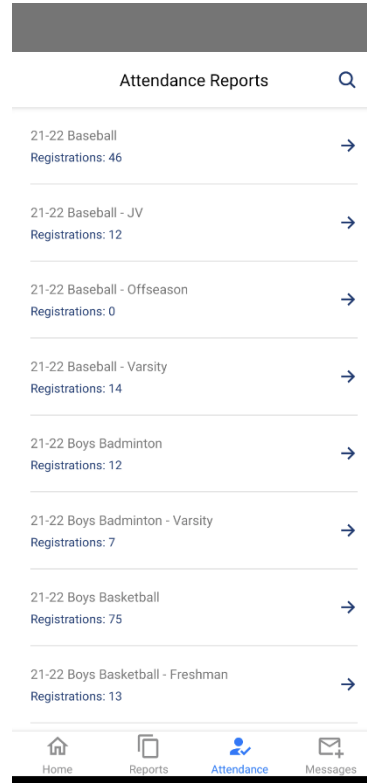 Attendance Reports
21-22 Baseball
Registrations: 46
21-22 Baseball - JV
Registrations: 12
21-22 Baseball - Offseason
Registrations: 0
21-22 Baseball - Varsity
Registrations: 14
21-22 Boys Badminton
Registrations: 12
21-22 Boys Badminton - Varsity
Registrations: 7
21-22 Boys Basketball
Registrations: 75
21-22 Boys Basketball - Freshman
Registrations: 13
Home Reports Attendance Messages